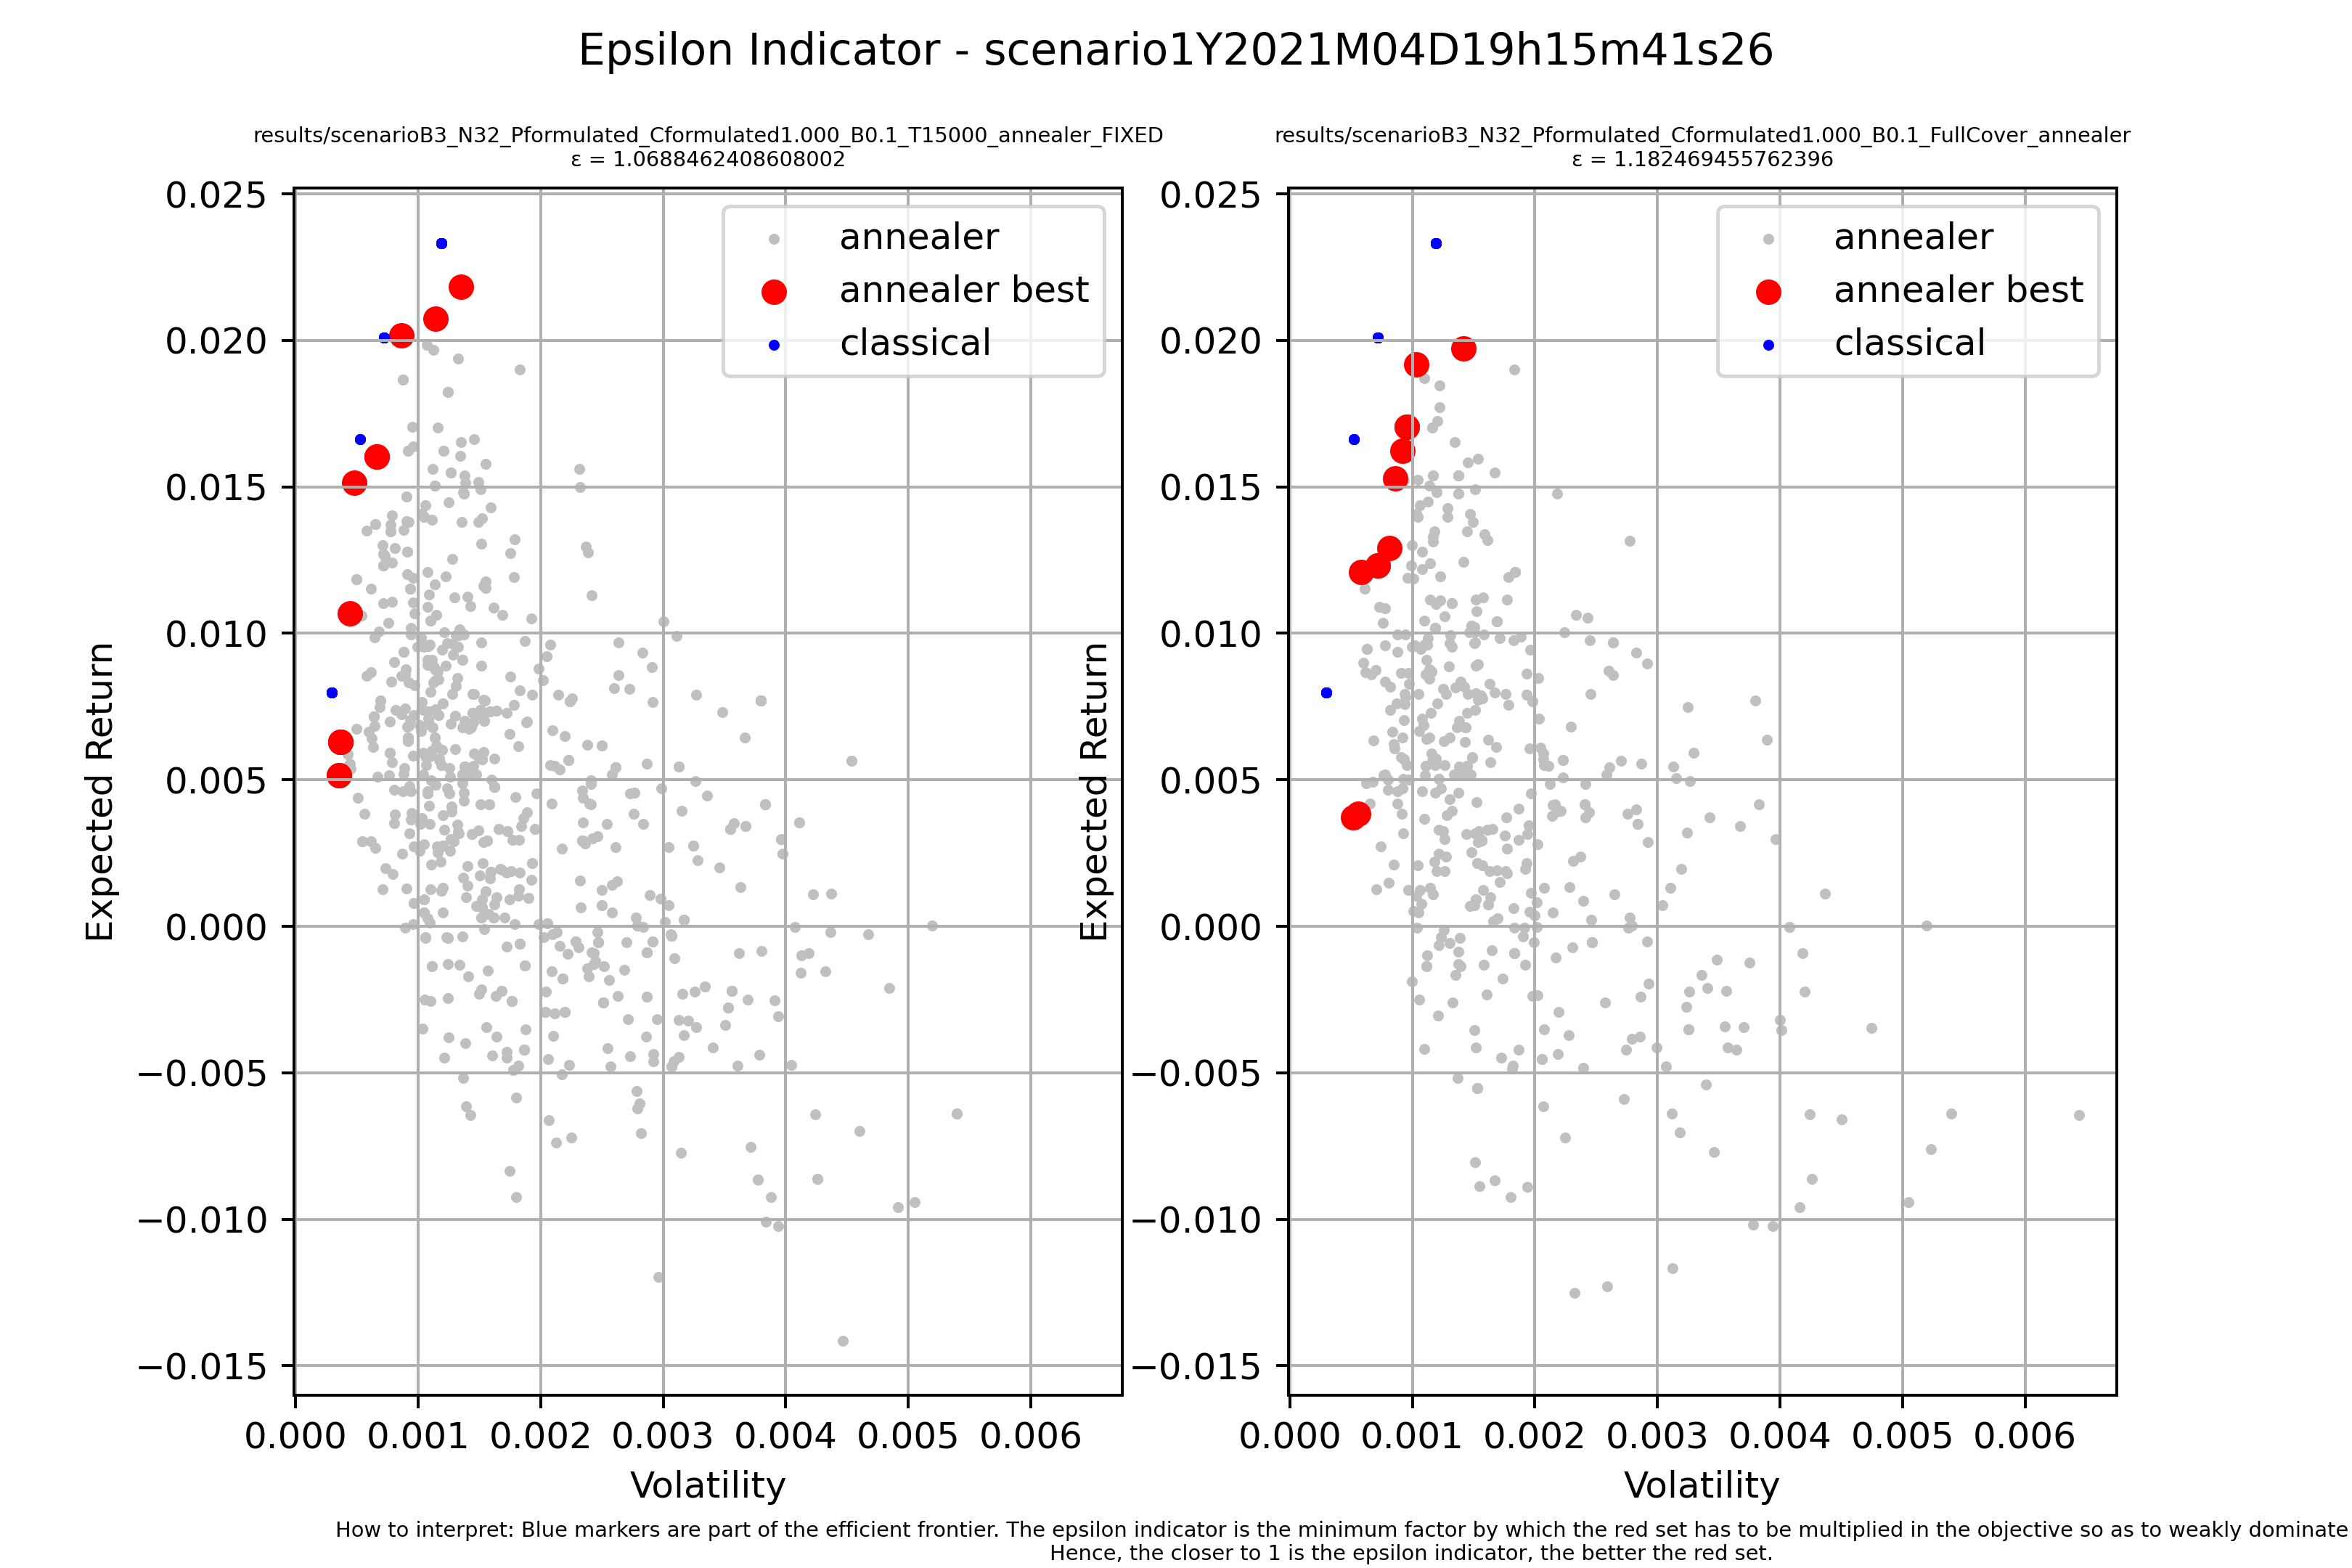 Epsilon Indicator - scenario1Y2021M04D19h15m41s26
results/scenarioB3_N32_Pformulated_Cformulated1.000_B0.1_T15000_annealer_FIXED
ε = 1.0688462408608002
0.025
0.020
0.015
0.010
0.005
0.000
−0.005
−0.010
−0.015
Expected Return
annealer
annealer best
classical
0.000 0.001 0.002 0.003 0.004 0.005 0.006
Volatility
results/scenarioB3_N32_Pformulated_Cformulated1.000_B0.1_FullCover_annealer
ε = 1.182469455762396
0.025
0.020
0.015
0.010
0.005
0.000
−0.005
−0.010
−0.015
Expected Return
annealer
annealer best
classical
0.000 0.001 0.002 0.003 0.004 0.005 0.006
Volatility
How to interpret: Blue markers are part of the efficient frontier. The epsilon indicator is the minimum factor by which the red set has to be multiplied in the objective so as to weakly dominate
Hence, the closer to 1 is the epsilon indicator, the better the red set.